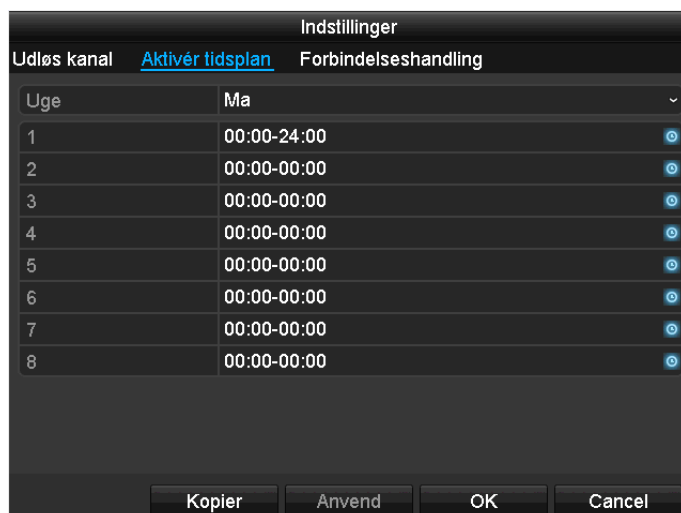 Indstillinger
Udløs kanal Aktivér tidsplan Forbindelseshandling
Uge Ma
1 00:00-24:00
2 00:00-00:00
3 00:00-00:00
4 00:00-00:00
5 00:00-00:00
6 00:00-00:00
7 00:00-00:00
8 00:00-00:00
Kopier Anvend OK Cancel